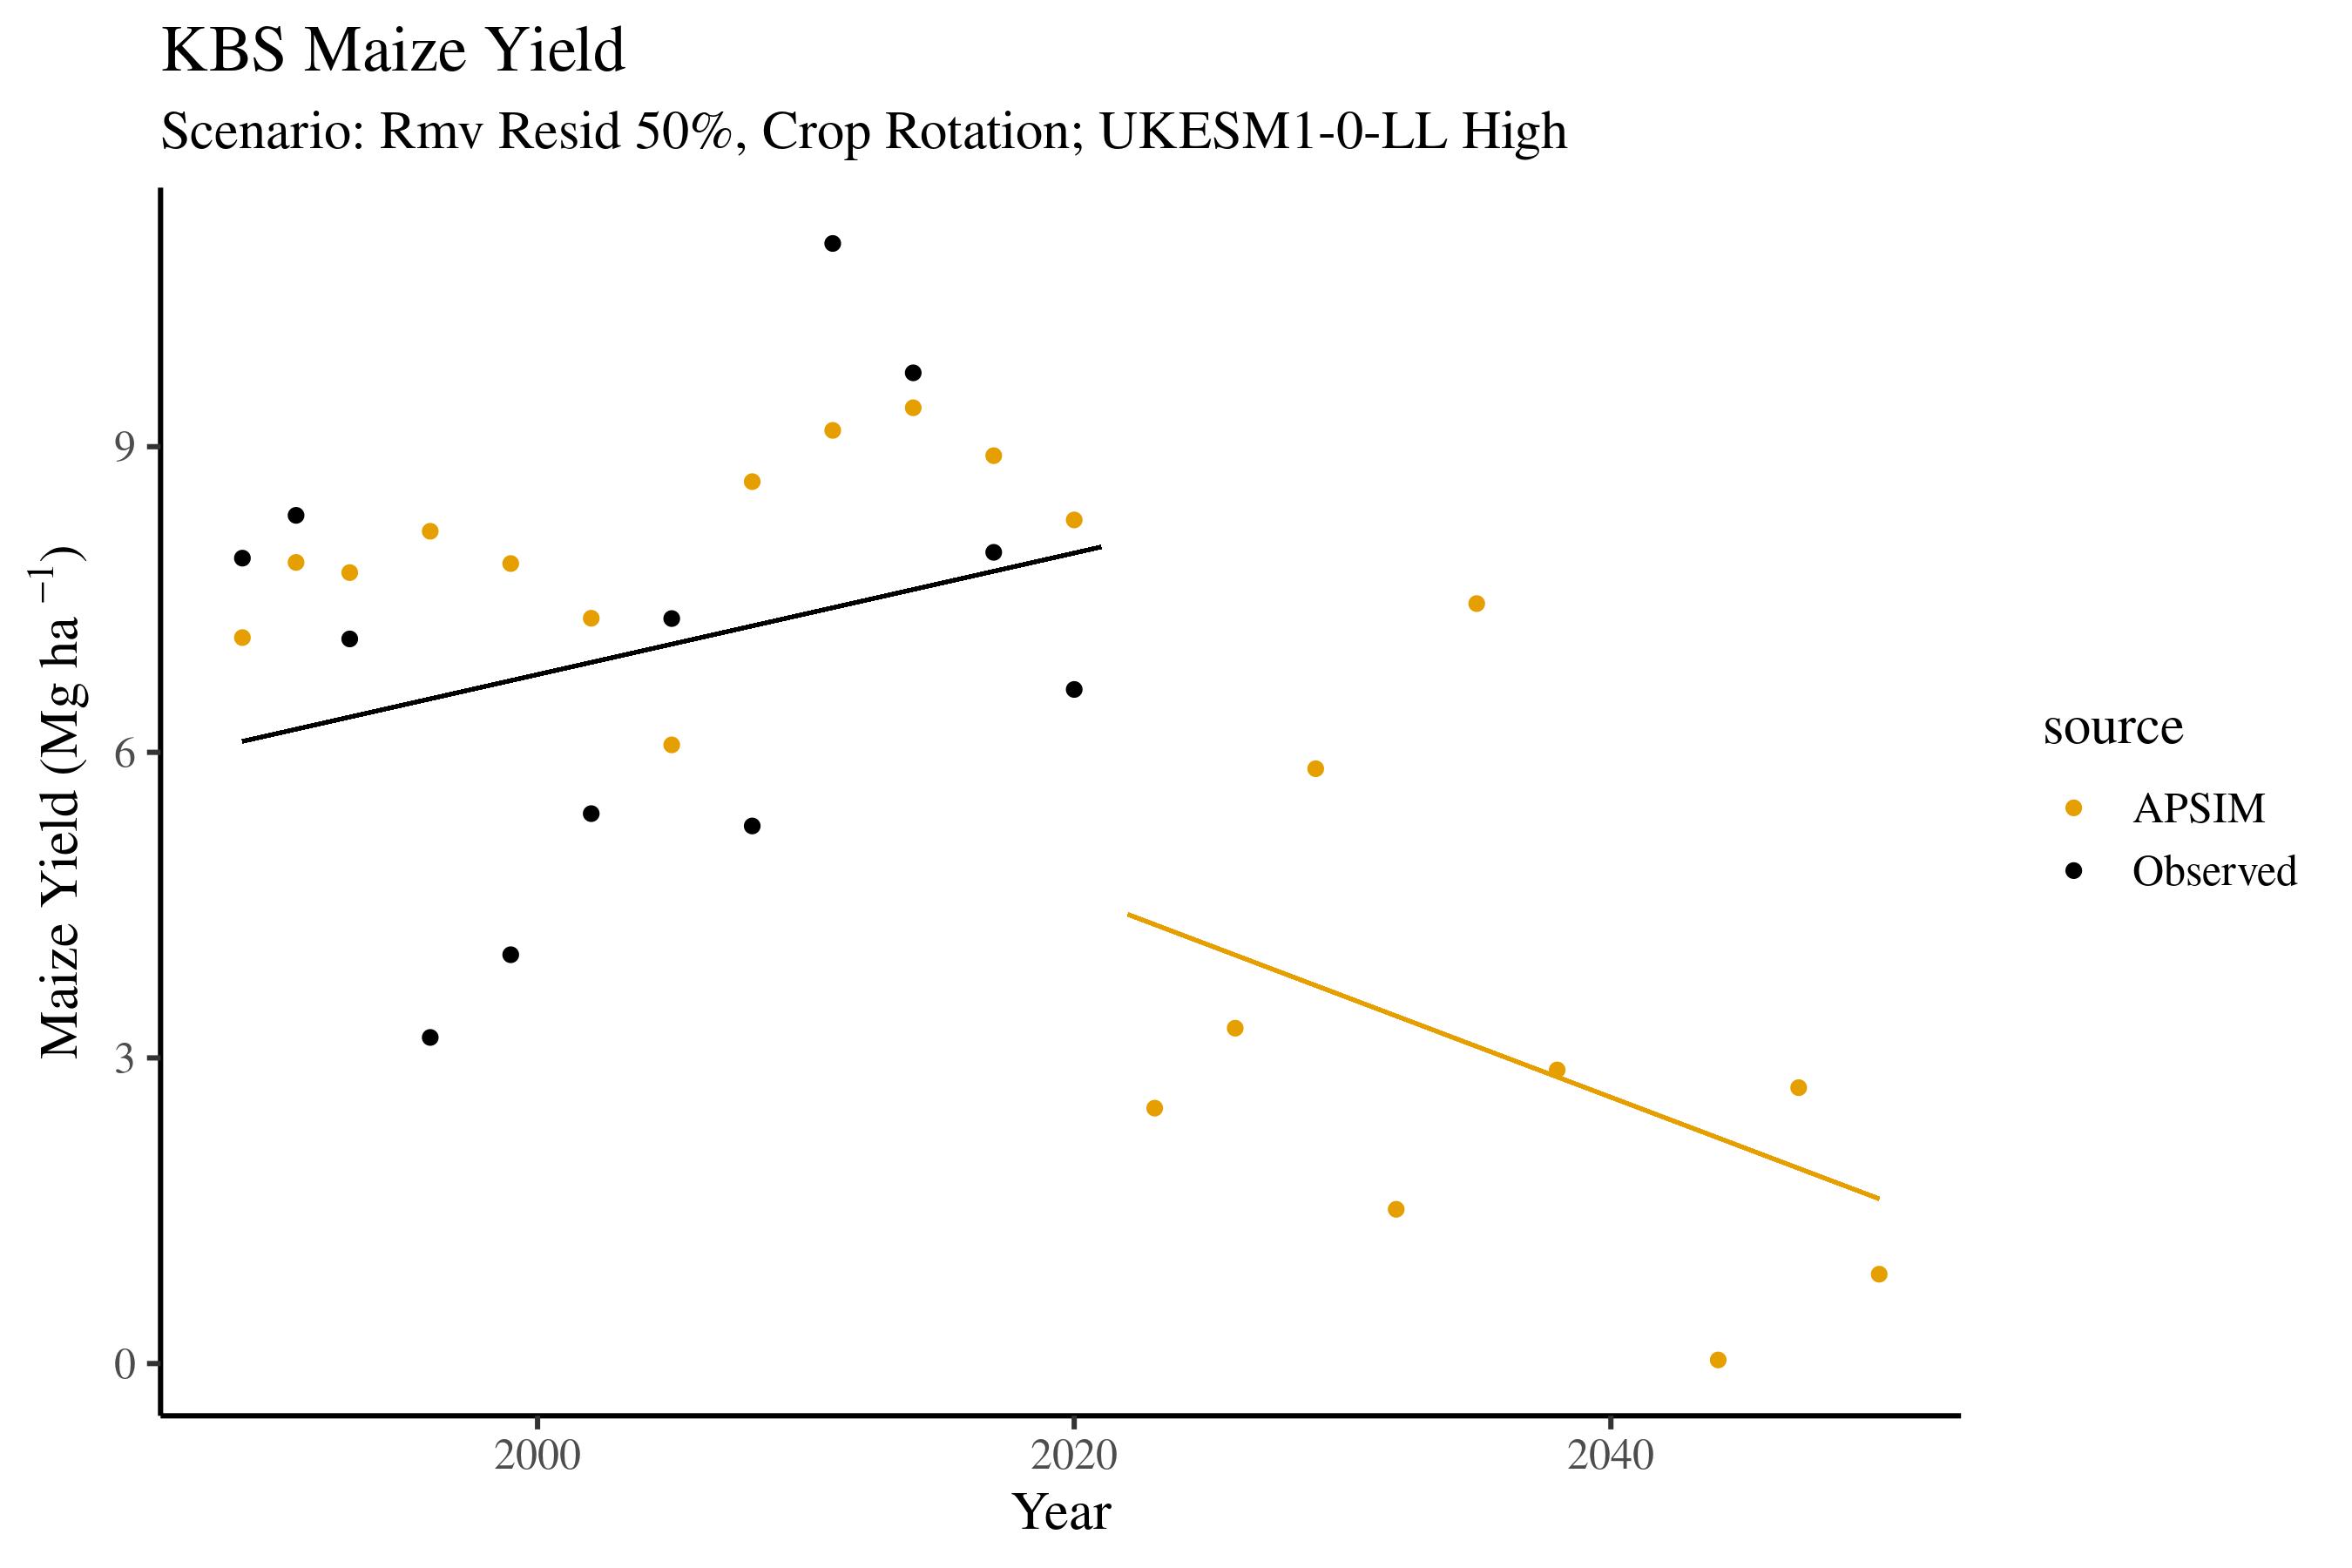 KBS Maize Yield
Scenario: Rmv Resid 50%, Crop Rotation; UKESM1-0-LL High
Maize Yield (Mg ha⁻¹)
9
6
3
0
2000
2020
2040
Year
source
APSIM
Observed